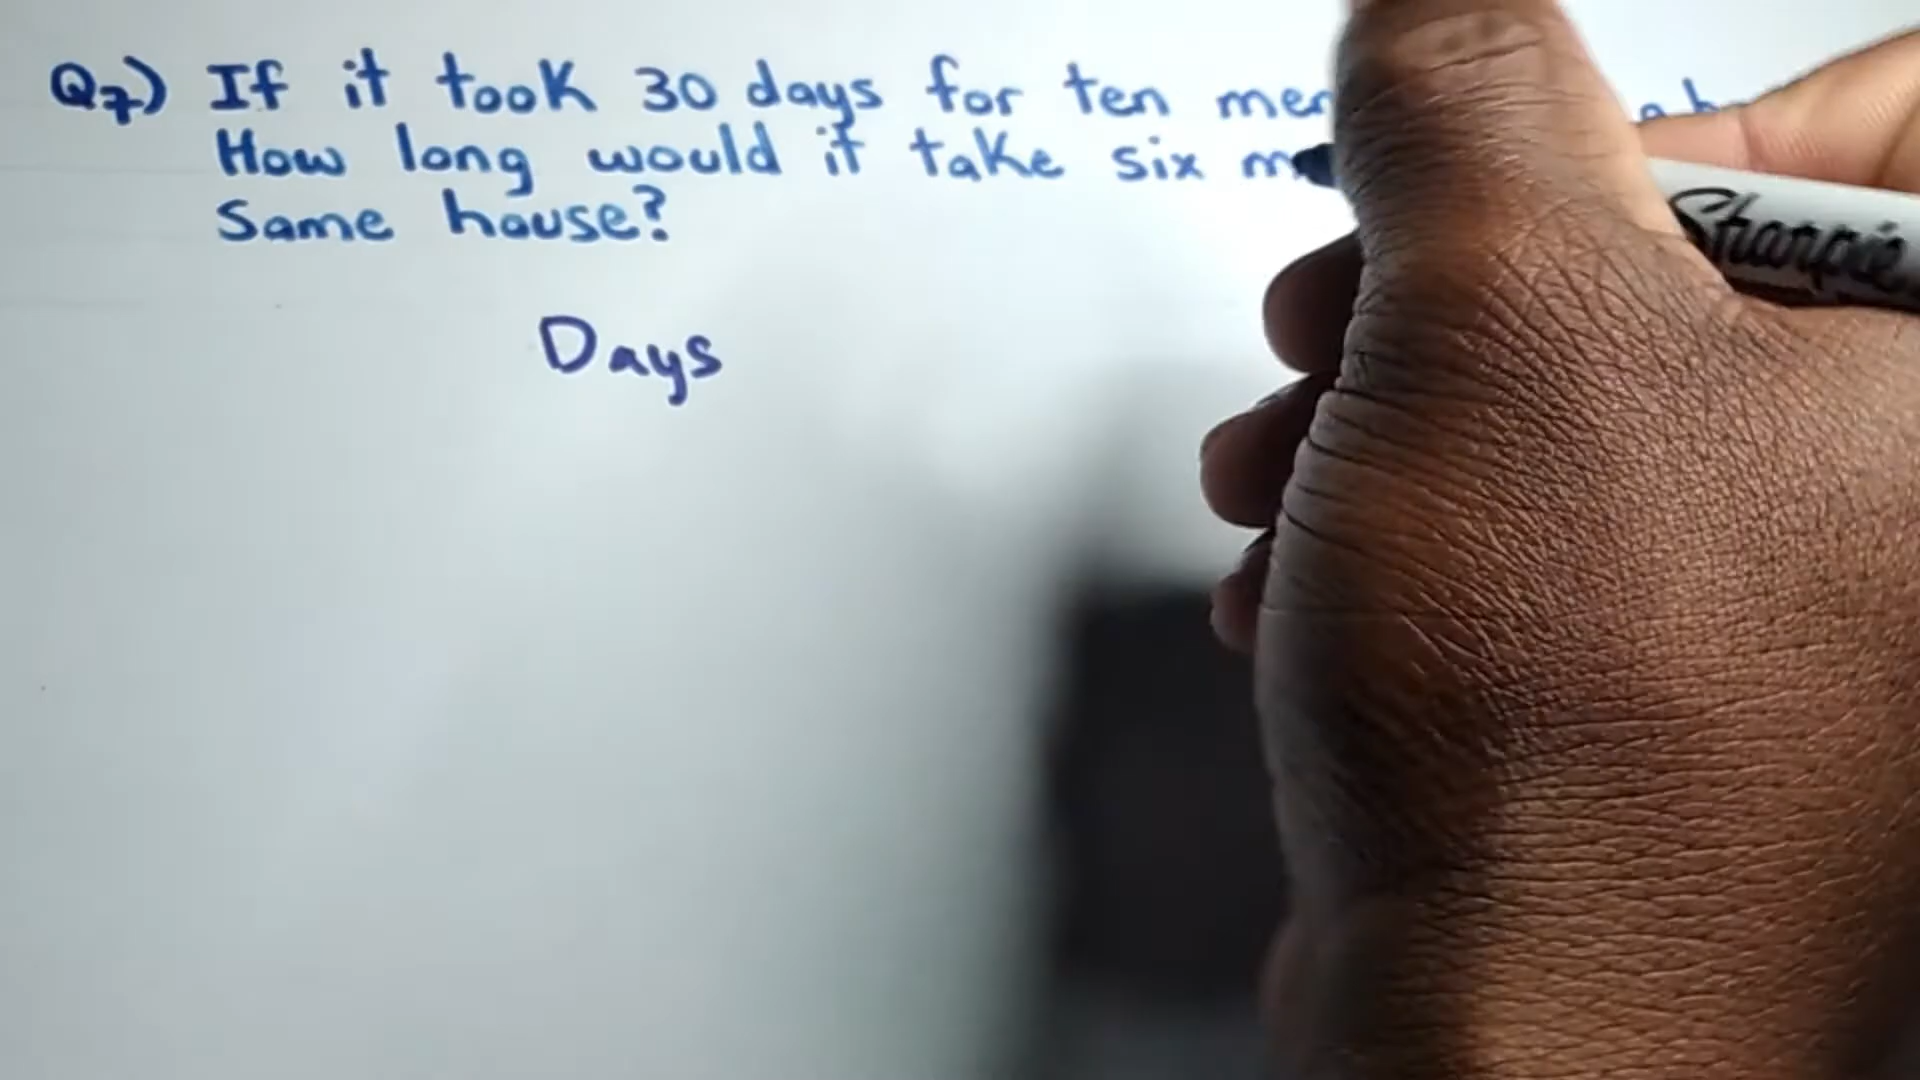 Q7) If it took 30 days for ten men
How long would it take six
Same house?
Days
Sharpie